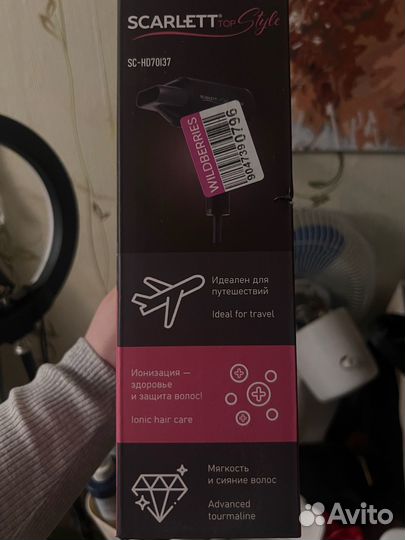 SCARLETT® TOP Style
SC-HD70I37
WILDBERRIES
9047390796
Идеален для
путешествий
Ideal for travel
Ионизация —
здоровье
и защита волос!
Ionic hair care
Мягкость
и сияние волос
Advanced
tourmaline
Avito